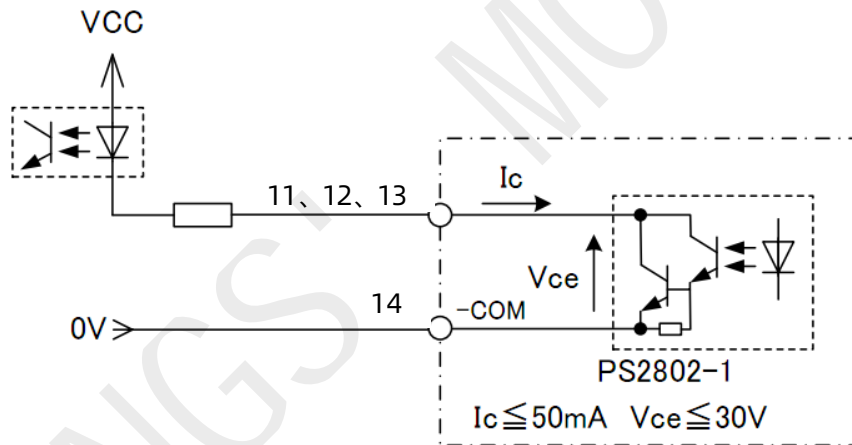 VCC
11、12、13
Ic
Vce
14
-COM
0V
PS2802-1
Ic≦50mA Vce≦30V